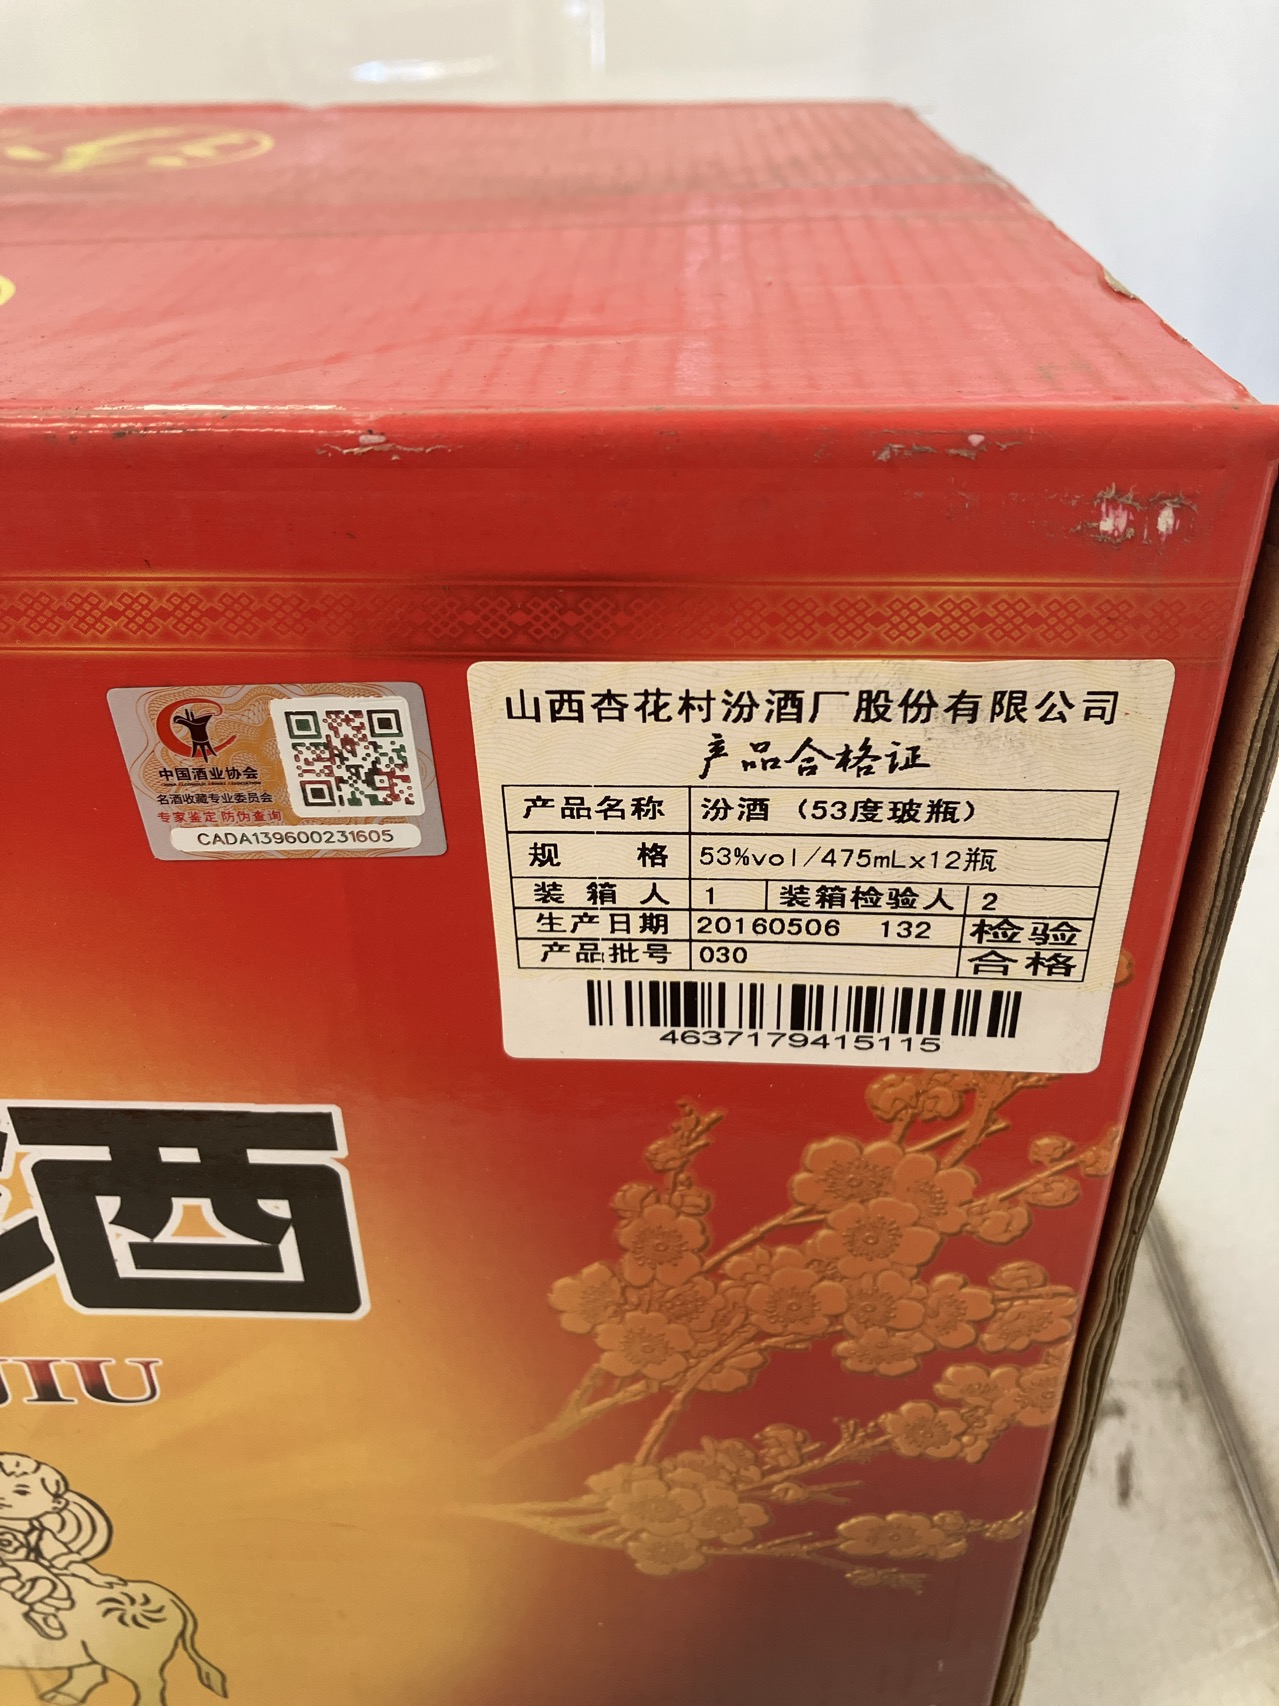 中国酒业协会
CHINA ALCOHOLIC DRINKS ASSOCIATION
名酒收藏专业委员会
专家鉴定 防伪查询
CADA139600231605
山西杏花村汾酒厂股份有限公司
产品合格证
产品名称 汾酒（53度玻瓶）
规 格 53%vol/475mLx12瓶
装箱人 1 装箱检验人 2
生产日期 20160506 132 检验
产品批号 030 合格
4637179415115
酒
JIU